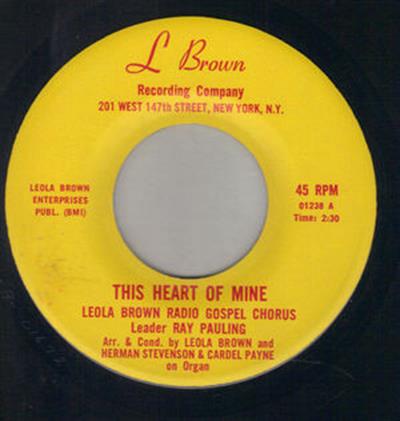 L Brown
Recording Company
201 WEST 147th STREET, NEW YORK, N.Y.
LEOLA BROWN
ENTERPRISES
PUBL. (BMI)
45 RPM
01238 A
Time: 2:30
THIS HEART OF MINE
LEOLA BROWN RADIO GOSPEL CHORUS
Leader RAY PAULING
Arr. & Cond. by LEOLA BROWN and
HERMAN STEVENSON & CARDEL PAYNE
on Organ